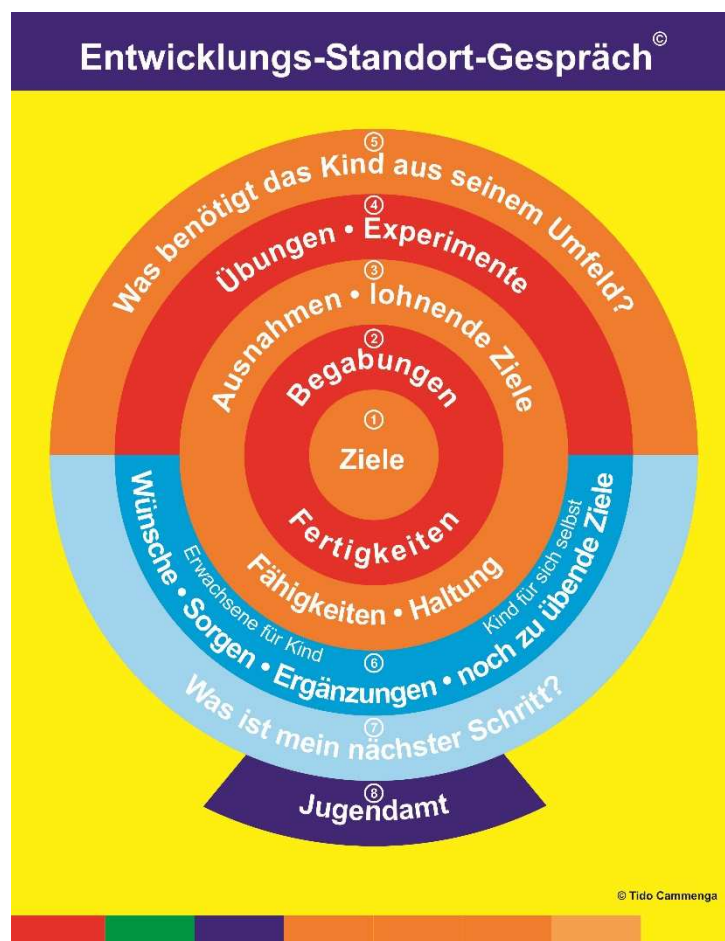 Entwicklungs-Standort-Gespräch©
5
Was benötigt das Kind aus seinem Umfeld?
4
Übungen • Experimente
3
Ausnahmen • lohnende Ziele
2
Begabungen
1
Ziele
Fertigkeiten
Fähigkeiten • Haltung
Erwachsene für Kind
Kind für sich selbst
6
Wünsche • Sorgen • Ergänzungen • noch zu übende Ziele
7
Was ist mein nächster Schritt?
8
Jugendamt
© Tido Cammenga